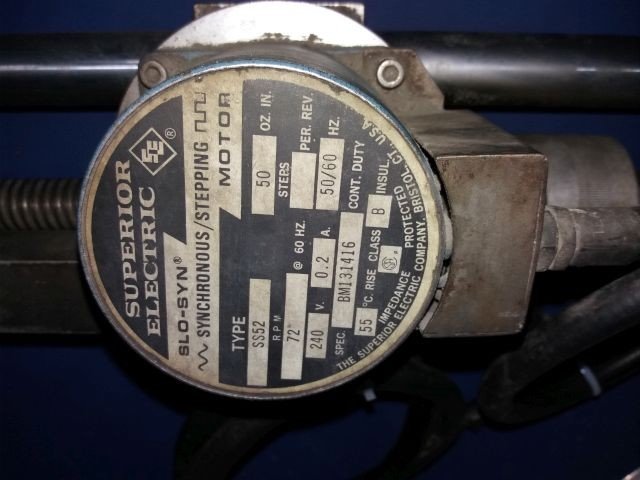 SE ®
SUPERIOR
ELECTRIC
SLO-SYN®
SYNCHRONOUS/STEPPING
MOTOR
TYPE SS52 50 OZ. IN.
RPM STEPS PER. REV.
72 @ 60 HZ. 50/60 HZ.
240 V. 0.2 A.
SPEC. BM131416 CONT. DUTY
55 °C. RISE CLASS B INSUL.
IMPEDANCE PROTECTED
THE SUPERIOR ELECTRIC COMPANY, BRISTOL, CT., U.S.A.